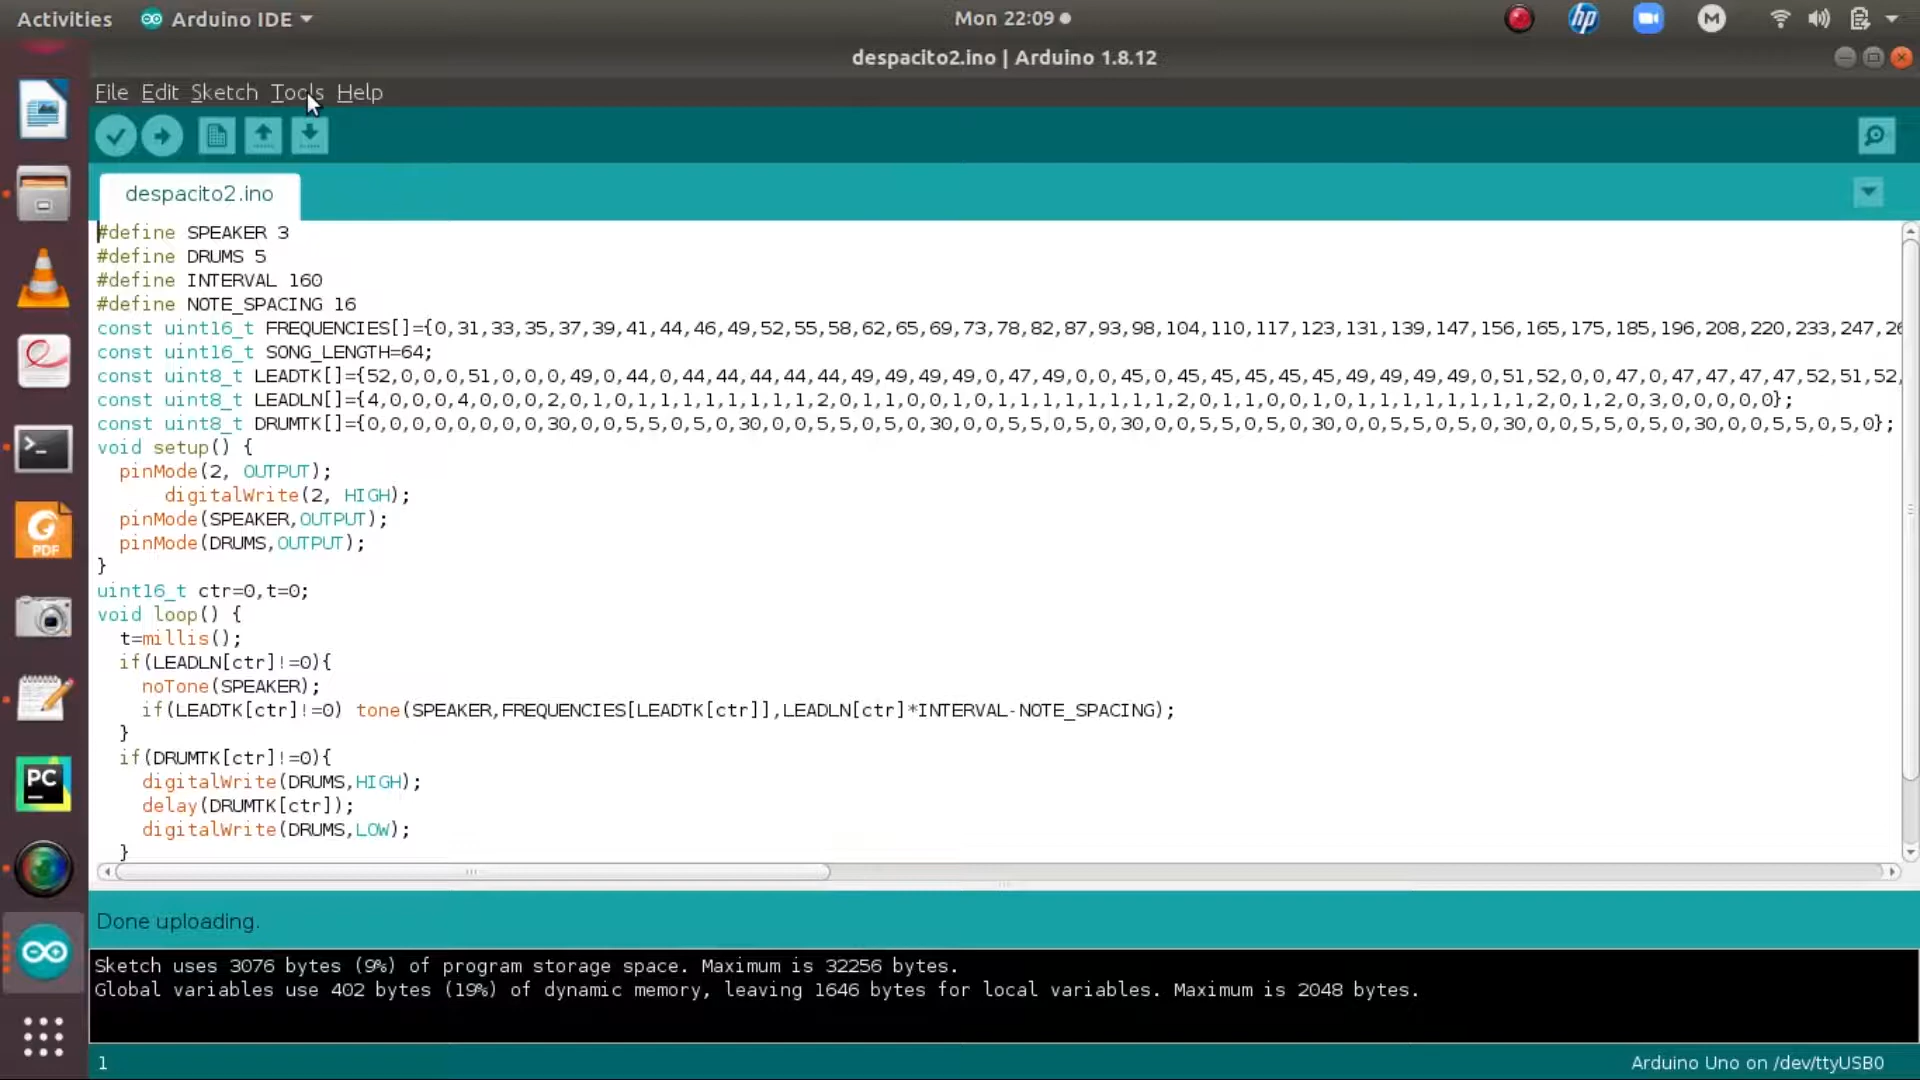 Activities Arduino IDE Mon 22:09
hp M
despacito2.ino | Arduino 1.8.12
File Edit Sketch Tools Help
despacito2.ino
#define SPEAKER 3
#define DRUMS 5
#define INTERVAL 160
#define NOTE_SPACING 16
const uint16_t FREQUENCIES[]={0,31,33,35,37,39,41,44,46,49,52,55,58,62,65,69,73,78,82,87,93,98,104,110,117,123,131,139,147,156,165,175,185,196,208,220,233,247,26
const uint16_t SONG_LENGTH=64;
const uint8_t LEADTK[]={52,0,0,0,51,0,0,0,49,0,44,0,44,44,44,44,44,49,49,49,49,0,47,49,0,0,45,0,45,45,45,45,45,49,49,49,49,0,51,52,0,0,47,0,47,47,47,47,52,51,52,
const uint8_t LEADLN[]={4,0,0,0,4,0,0,0,2,0,1,0,1,1,1,1,1,1,1,1,2,0,1,1,0,0,1,0,1,1,1,1,1,1,1,1,2,0,1,1,0,0,1,0,1,1,1,1,1,1,1,1,2,0,1,2,0,3,0,0,0,0,0};
const uint8_t DRUMTK[]={0,0,0,0,0,0,0,0,30,0,0,5,5,0,5,0,30,0,0,5,5,0,5,0,30,0,0,5,5,0,5,0,30,0,0,5,5,0,5,0,30,0,0,5,5,0,5,0,30,0,0,5,5,0,5,0,30,0,0,5,5,0,5,0};
void setup() {
pinMode(2, OUTPUT);
digitalWrite(2, HIGH);
pinMode(SPEAKER,OUTPUT);
pinMode(DRUMS,OUTPUT);
}
uint16_t ctr=0,t=0;
void loop() {
t=millis();
if(LEADLN[ctr]!=0){
noTone(SPEAKER);
if(LEADTK[ctr]!=0) tone(SPEAKER,FREQUENCIES[LEADTK[ctr]],LEADLN[ctr]*INTERVAL-NOTE_SPACING);
}
if(DRUMTK[ctr]!=0){
digitalWrite(DRUMS,HIGH);
delay(DRUMTK[ctr]);
digitalWrite(DRUMS,LOW);
}
PDF
PC
Done uploading.
Sketch uses 3076 bytes (9%) of program storage space. Maximum is 32256 bytes.
Global variables use 402 bytes (19%) of dynamic memory, leaving 1646 bytes for local variables. Maximum is 2048 bytes.
1 Arduino Uno on /dev/ttyUSB0